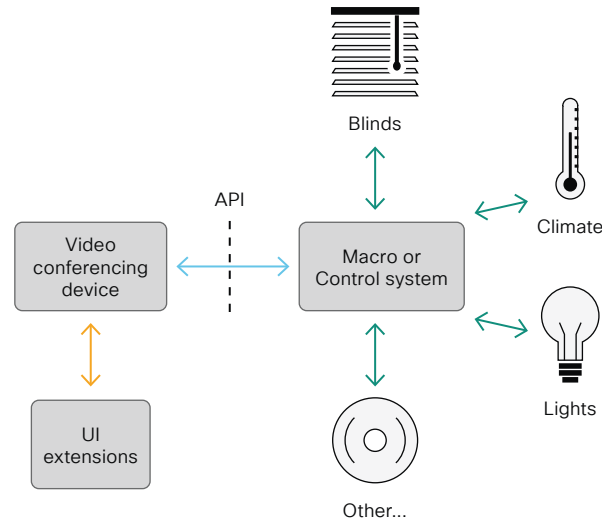 Blinds
API
Climate
Video
conferencing
device
Macro or
Control system
Lights
UI
extensions
Other...